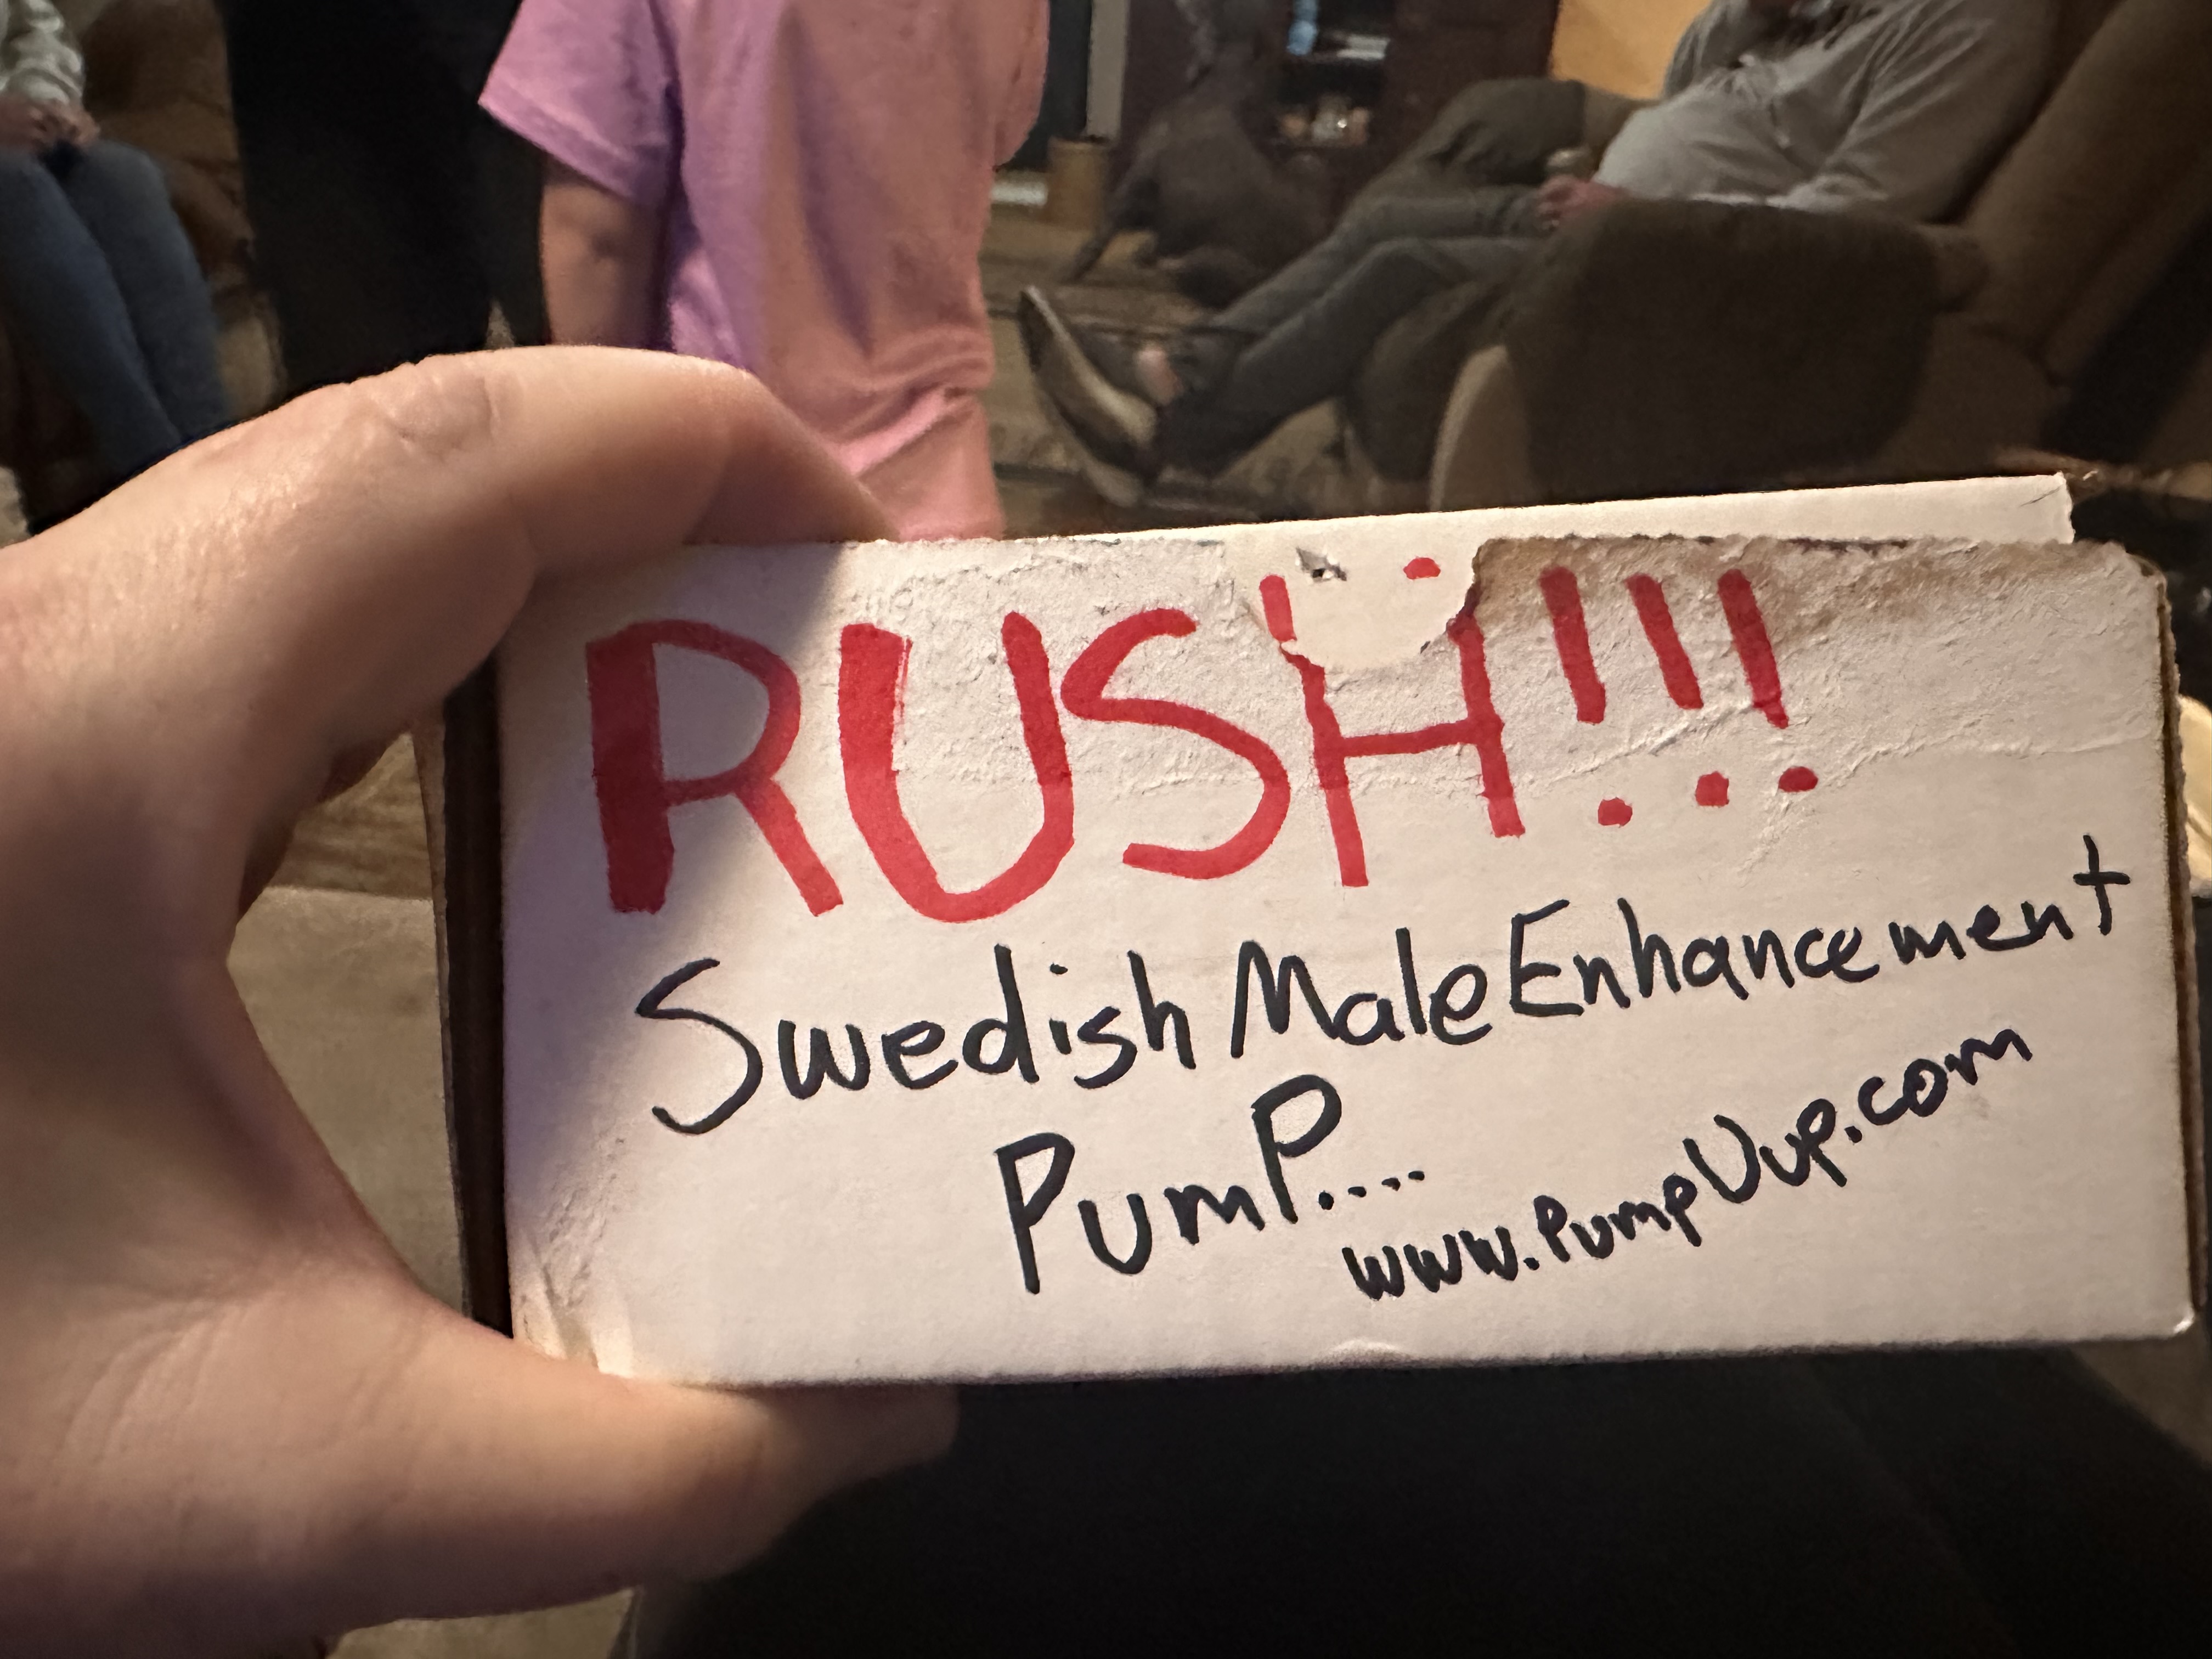 RUSH!!!
Swedish Male Enhancement
PumP....
www.PumpUup.com